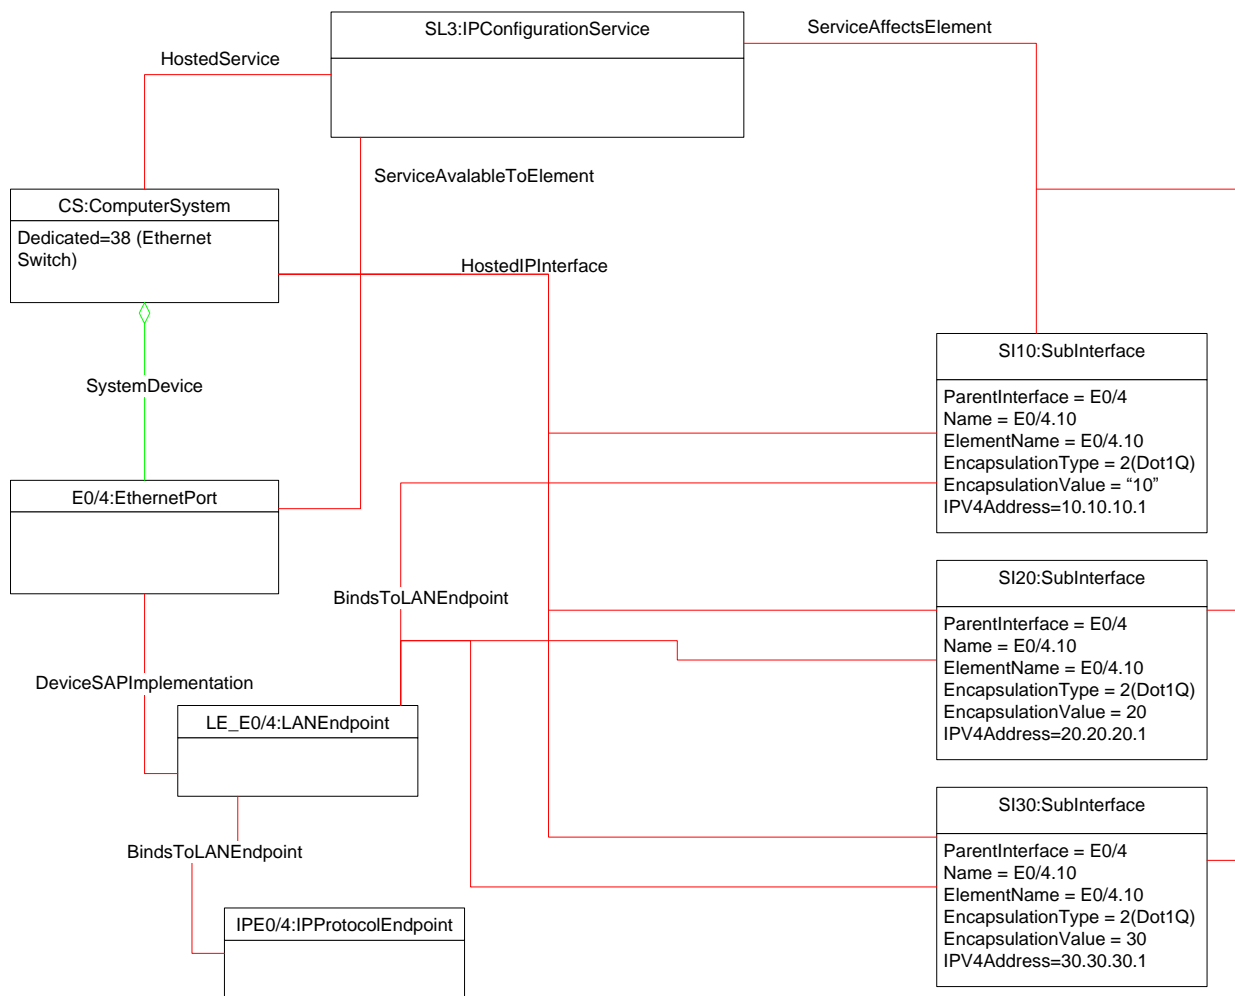 SL3:IPConfigurationService
ServiceAffectsElement
HostedService
ServiceAvalableToElement
CS:ComputerSystem
Dedicated=38 (Ethernet
Switch)
HostedIPInterface
SI10:SubInterface
ParentInterface = E0/4
Name = E0/4.10
ElementName = E0/4.10
EncapsulationType = 2(Dot1Q)
EncapsulationValue = “10”
IPV4Address=10.10.10.1
SystemDevice
E0/4:EthernetPort
BindsToLANEndpoint
SI20:SubInterface
ParentInterface = E0/4
Name = E0/4.10
ElementName = E0/4.10
EncapsulationType = 2(Dot1Q)
EncapsulationValue = 20
IPV4Address=20.20.20.1
DeviceSAPImplementation
LE_E0/4:LANEndpoint
SI30:SubInterface
ParentInterface = E0/4
Name = E0/4.10
ElementName = E0/4.10
EncapsulationType = 2(Dot1Q)
EncapsulationValue = 30
IPV4Address=30.30.30.1
BindsToLANEndpoint
IPE0/4:IPProtocolEndpoint